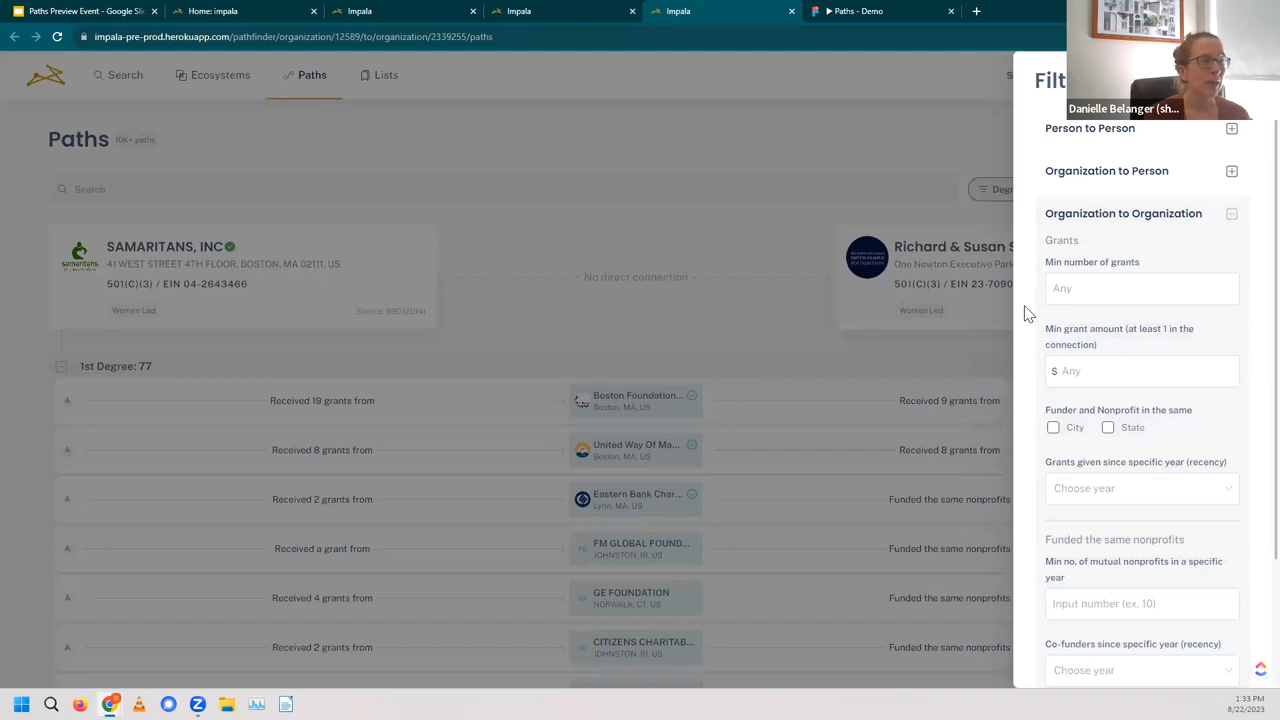 Paths Preview Event - Google Slid
Home: impala
Impala
Impala
Impala
Paths - Demo
impala-pre-prod.herokuapp.com/pathfinder/organization/12589/to/organization/2339255/paths
Search
Ecosystems
Paths
Lists
S
Filt
Danielle Belanger (sh...
Paths
10K+ paths
Search
Degr
SAMARITANS, INC
41 WEST STREET 4TH FLOOR, BOSTON, MA 02111, US.
501(C)(3) / EIN 04-2643466
Women Led
Source: 990 (2014)
No direct connection
Richard & Susan S
One Newton Executive Park
501(C)(3) / EIN 23-7090
Women Led
1st Degree: 77
A
Received 19 grants from
Boston Foundation...
Boston, MA, US
Received 9 grants from
A
Received 8 grants from
United Way Of Ma...
Boston, MA, US
Received 8 grants from
A
Received 2 grants from
Eastern Bank Char...
Lynn, MA, US
Funded the same nonprofits
A
Received a grant from
FM GLOBAL FOUND...
JOHNSTON, RI, US
Funded the same nonprofits
A
Received 4 grants from
GE FOUNDATION
NORWALK, CT, US
Funded the same nonprofits
A
Received 2 grants from
CITIZENS CHARITAB...
JOHNSTON, RI, US
Funded the same nonprofits
Person to Person
Organization to Person
Organization to Organization
Grants
Min number of grants
Any
Min grant amount (at least 1 in the
connection)
$ Any
Funder and Nonprofit in the same
City
State
Grants given since specific year (recency)
Choose year
Funded the same nonprofits
Min no. of mutual nonprofits in a specific
year
Input number (ex. 10)
Co-funders since specific year (recency)
Choose year
1:33 PM
8/22/2023